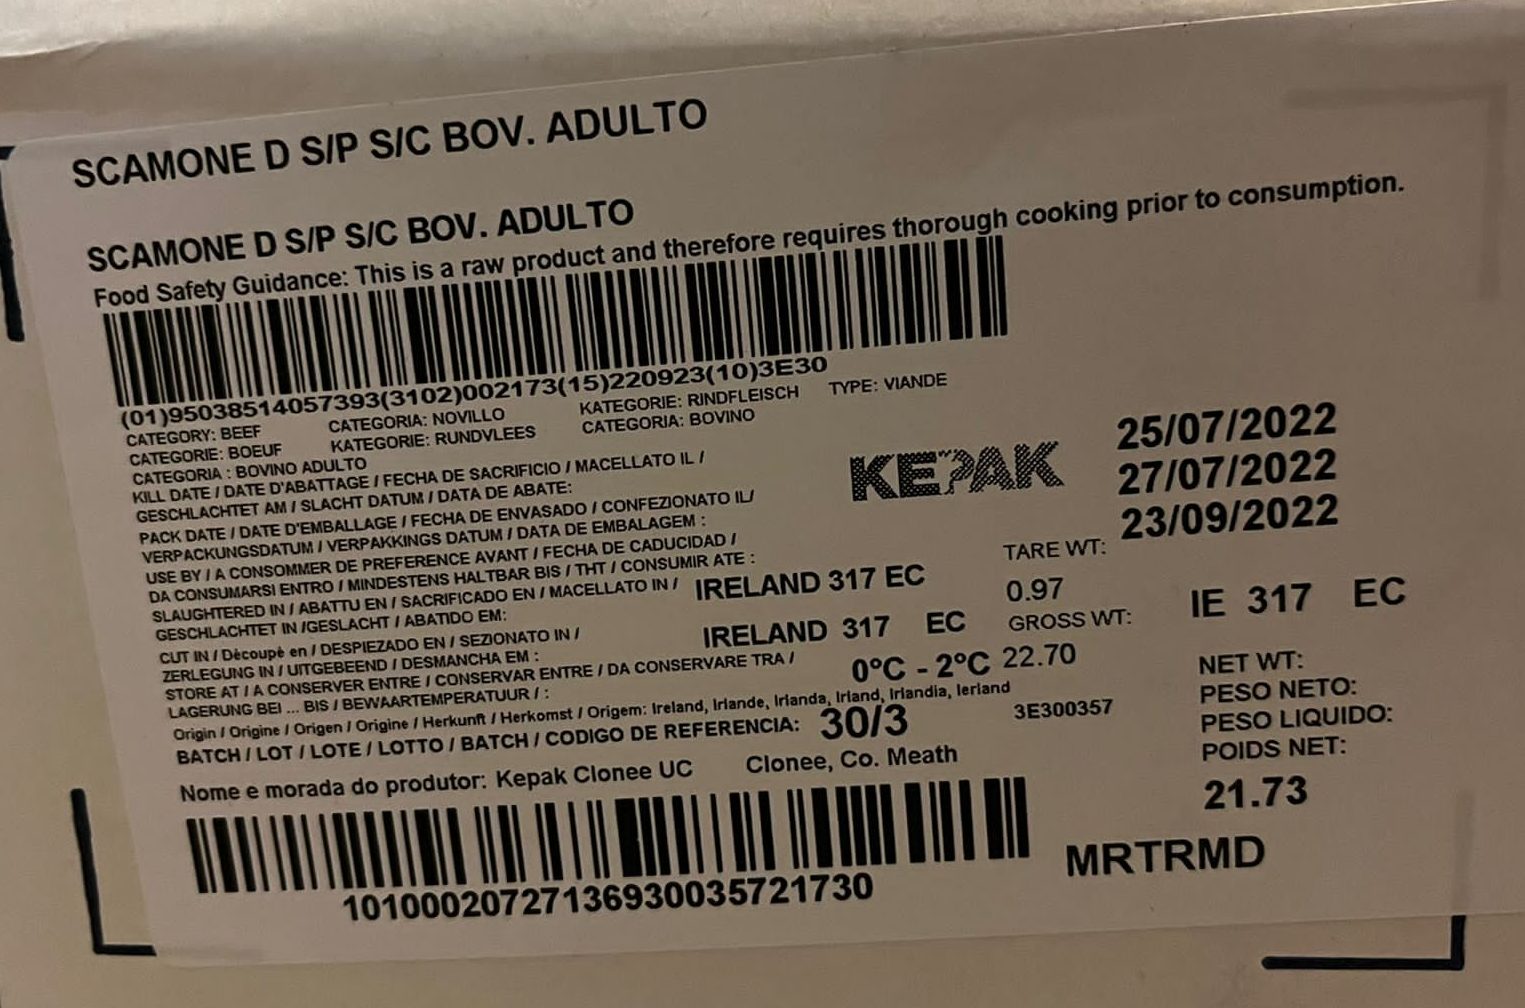 SCAMONE D S/P S/C BOV. ADULTO
SCAMONE D S/P S/C BOV. ADULTO
Food Safety Guidance: This is a raw product and therefore requires thorough cooking prior to consumption.
(01)95038514057393(3102)002173(15)220923(10)3E30
CATEGORY: BEEF CATEGORIA: NOVILLO KATEGORIE: RINDFLEISCH TYPE: VIANDE
CATEGORIE: BOEUF KATEGORIE: RUNDVLEES CATEGORIA: BOVINO
CATEGORIA : BOVINO ADULTO
KILL DATE / DATE D'ABATTAGE / FECHA DE SACRIFICIO / MACELLATO IL /
GESCHLACHTET AM / SLACHT DATUM / DATA DE ABATE: 25/07/2022
KEPAK
PACK DATE / DATE D'EMBALLAGE / FECHA DE ENVASADO / CONFEZIONATO IL/
VERPACKUNGSDATUM / VERPAKKINGS DATUM / DATA DE EMBALAGEM : 27/07/2022
USE BY / A CONSOMMER DE PREFERENCE AVANT / FECHA DE CADUCIDAD /
DA CONSUMARSI ENTRO / MINDESTENS HALTBAR BIS / THT / CONSUMIR ATE : 23/09/2022
SLAUGHTERED IN / ABATTU EN / SACRIFICADO EN / MACELLATO IN / IRELAND 317 EC
GESCHLACHTET IN /GESLACHT / ABATIDO EM:
TARE WT:
0.97
IE 317 EC
CUT IN / Dècoupè en / DESPIEZADO EN / SEZIONATO IN / IRELAND 317 EC
ZERLEGUNG IN / UITGEBEEND / DESMANCHA EM :
GROSS WT:
22.70
STORE AT / A CONSERVER ENTRE / CONSERVAR ENTRE / DA CONSERVARE TRA / 0°C - 2°C
LAGERUNG BEI ... BIS / BEWAARTEMPERATUUR / :
Origin / Origine / Origen / Origine / Herkunft / Herkomst / Origem: Ireland, Irlande, Irlanda, Irland, Irlandia, Ierland
BATCH / LOT / LOTE / LOTTO / BATCH / CODIGO DE REFERENCIA: 30/3 3E300357
NET WT:
PESO NETO:
PESO LIQUIDO:
POIDS NET:
21.73
Nome e morada do produtor: Kepak Clonee UC Clonee, Co. Meath
MRTRMD
10100020727136930035721730